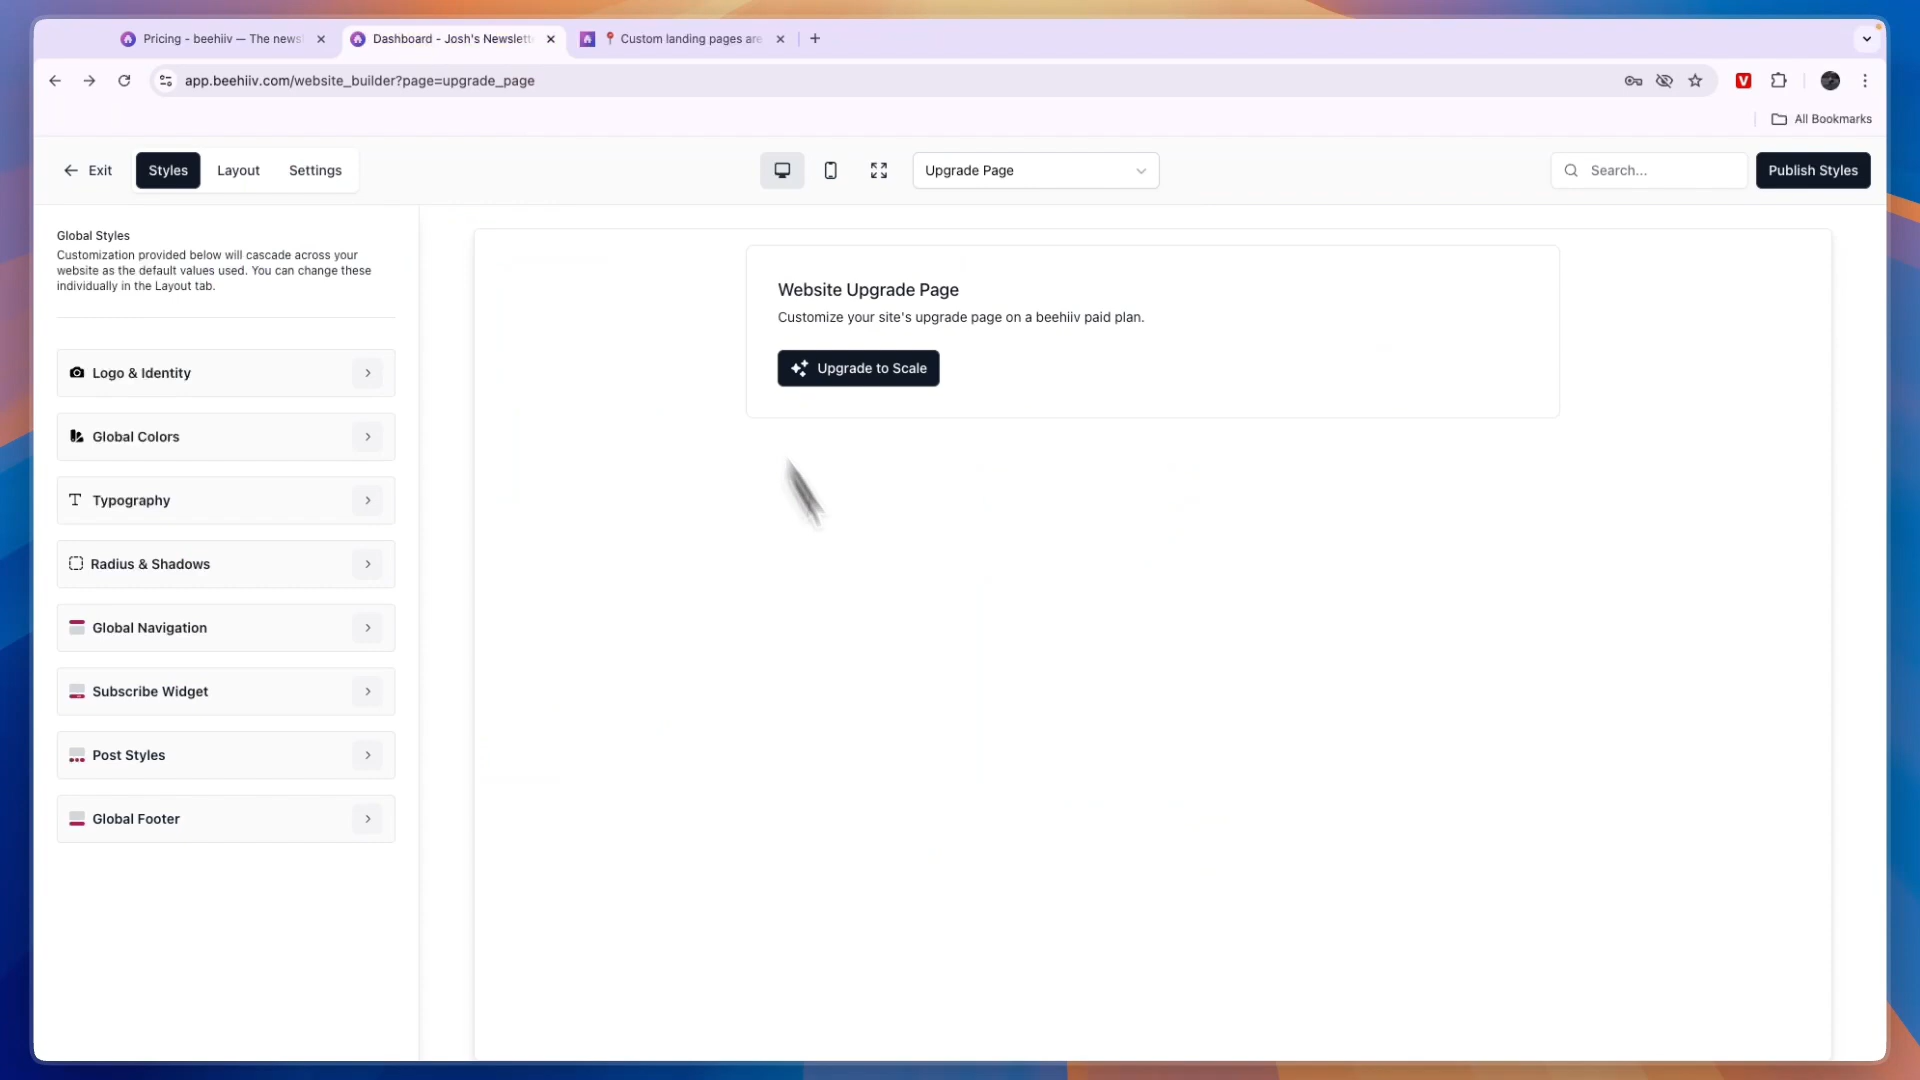 Pricing - beehiiv — The news
Dashboard - Josh's Newslett
Custom landing pages are
app.beehiiv.com/website_builder?page=upgrade_page
All Bookmarks
Exit
Styles
Layout
Settings
Upgrade Page
Search...
Publish Styles
Global Styles
Customization provided below will cascade across your
website as the default values used. You can change these
individually in the Layout tab.
Logo & Identity
Global Colors
Typography
Radius & Shadows
Global Navigation
Subscribe Widget
Post Styles
Global Footer
Website Upgrade Page
Customize your site's upgrade page on a beehiiv paid plan.
Upgrade to Scale